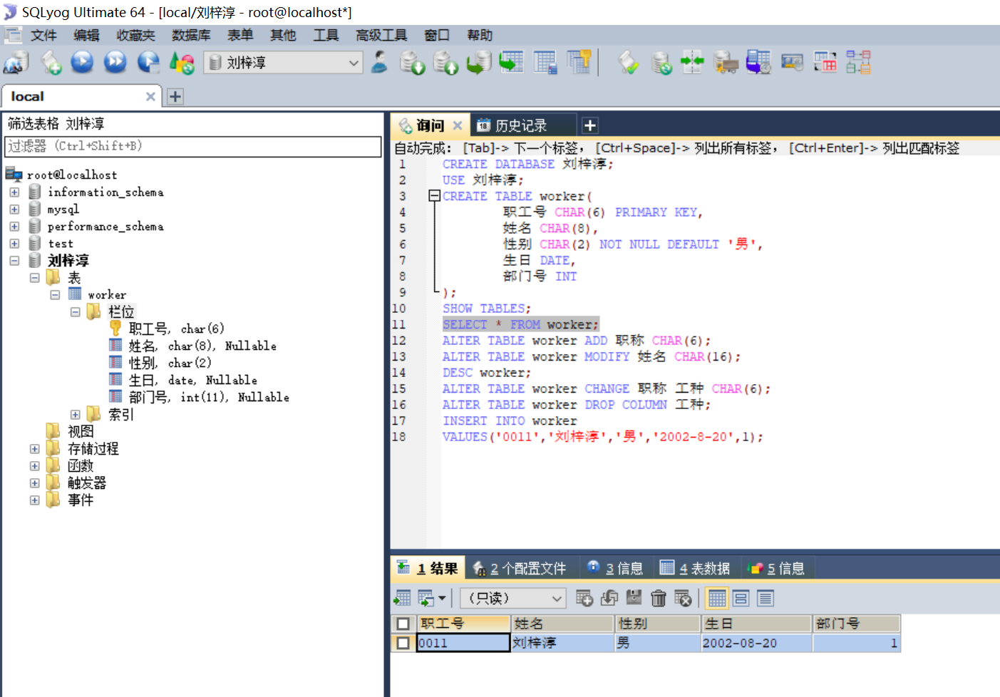 SQLyog Ultimate 64 - [local/刘梓淳 - root@localhost*]
文件 编辑 收藏夹 数据库 表单 其他 工具 高级工具 窗口 帮助
刘梓淳
local
筛选表格 刘梓淳
过滤器 (Ctrl+Shift+B)
root@localhost
information_schema
mysql
performance_schema
test
刘梓淳
表
worker
栏位
职工号, char(6)
姓名, char(8), Nullable
性别, char(2)
生日, date, Nullable
部门号, int(11), Nullable
索引
视图
存储过程
函数
触发器
事件
询问 18 历史记录
自动完成: [Tab]-> 下一个标签, [Ctrl+Space]-> 列出所有标签, [Ctrl+Enter]-> 列出匹配标签
1 CREATE DATABASE 刘梓淳;
2 USE 刘梓淳;
3 CREATE TABLE worker(
4 职工号 CHAR(6) PRIMARY KEY,
5 姓名 CHAR(8),
6 性别 CHAR(2) NOT NULL DEFAULT '男',
7 生日 DATE,
8 部门号 INT
9 );
10 SHOW TABLES;
11 SELECT * FROM worker;
12 ALTER TABLE worker ADD 职称 CHAR(6);
13 ALTER TABLE worker MODIFY 姓名 CHAR(16);
14 DESC worker;
15 ALTER TABLE worker CHANGE 职称 工种 CHAR(6);
16 ALTER TABLE worker DROP COLUMN 工种;
17 INSERT INTO worker
18 VALUES('0011','刘梓淳','男','2002-8-20',1);
1 结果 2 个配置文件 3 信息 4 表数据 5 信息
(只读)
职工号 姓名 性别 生日 部门号
0011 刘梓淳 男 2002-08-20 1